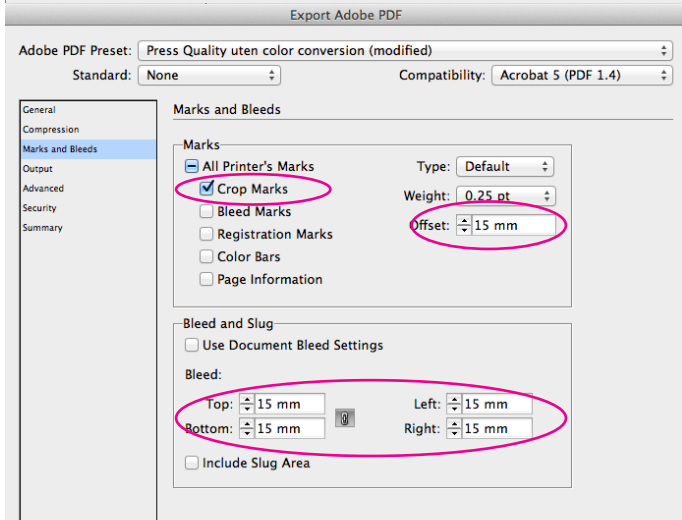 Export Adobe PDF
Adobe PDF Preset: Press Quality uten color conversion (modified)
Standard: None Compatibility: Acrobat 5 (PDF 1.4)
General
Compression
Marks and Bleeds
Output
Advanced
Security
Summary
Marks and Bleeds
Marks
All Printer's Marks
Crop Marks
Bleed Marks
Registration Marks
Color Bars
Page Information
Type: Default
Weight: 0.25 pt
Offset: 15 mm
Bleed and Slug
Use Document Bleed Settings
Bleed:
Top: 15 mm Left: 15 mm
Bottom: 15 mm Right: 15 mm
Include Slug Area